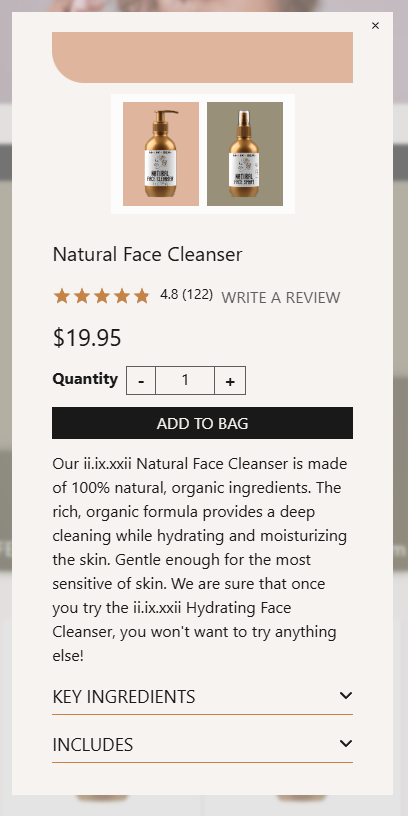 ×
NATURAL
FACE CLEANSER
NATURAL
FACE SPRAY
Natural Face Cleanser
4.8 (122) WRITE A REVIEW
$19.95
Quantity - 1 +
ADD TO BAG
Our ii.ix.xxii Natural Face Cleanser is made
of 100% natural, organic ingredients. The
rich, organic formula provides a deep
cleaning while hydrating and moisturizing
the skin. Gentle enough for the most
sensitive of skin. We are sure that once
you try the ii.ix.xxii Hydrating Face
Cleanser, you won't want to try anything
else!
KEY INGREDIENTS
INCLUDES